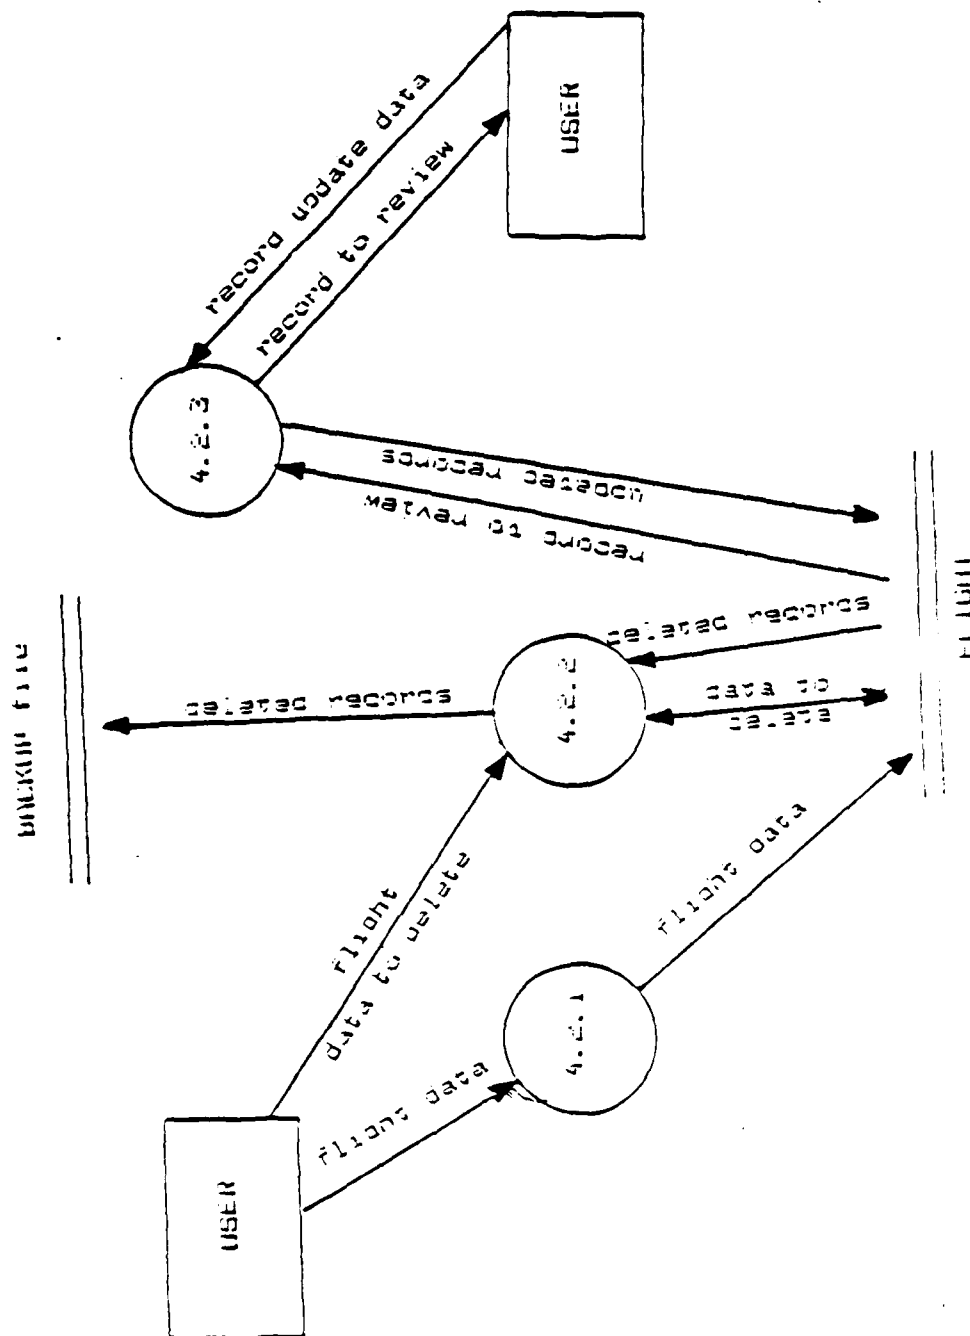 BACKUP file
USER
flight
data to delete
flight data
4.2.1
flight data
deleted records
4.2.2
data to
delete
deleted records
4.2.3
updated records
record to review
record update data
record to review
USER
FLIGHT